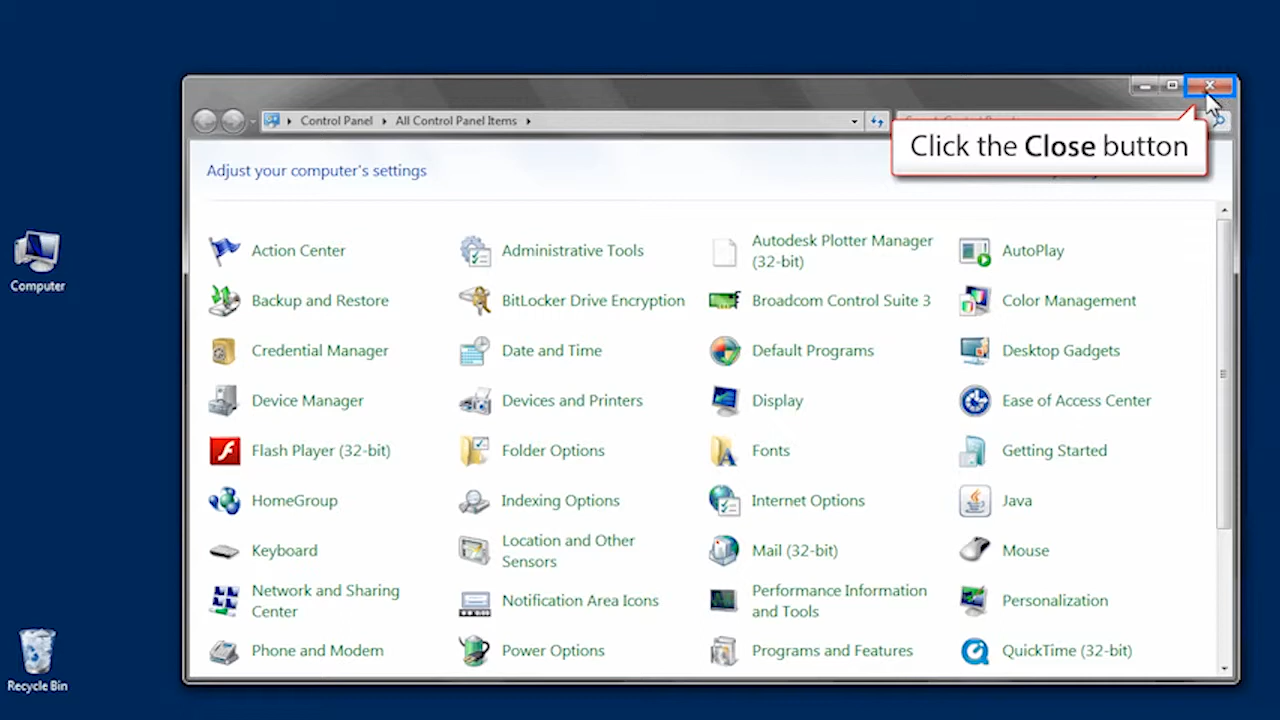 Control Panel
All Control Panel Items
Click the Close button
Adjust your computer's settings
Action Center
Administrative Tools
Autodesk Plotter Manager
(32-bit)
AutoPlay
Backup and Restore
BitLocker Drive Encryption
Broadcom Control Suite 3
Color Management
Credential Manager
Date and Time
Default Programs
Desktop Gadgets
Computer
Device Manager
Devices and Printers
Display
Ease of Access Center
Flash Player (32-bit)
Folder Options
Fonts
Getting Started
HomeGroup
Indexing Options
Internet Options
Java
Keyboard
Location and Other
Sensors
Mail (32-bit)
Mouse
Network and Sharing
Center
Notification Area Icons
Performance Information
and Tools
Personalization
Phone and Modem
Power Options
Programs and Features
QuickTime (32-bit)
Recycle Bin